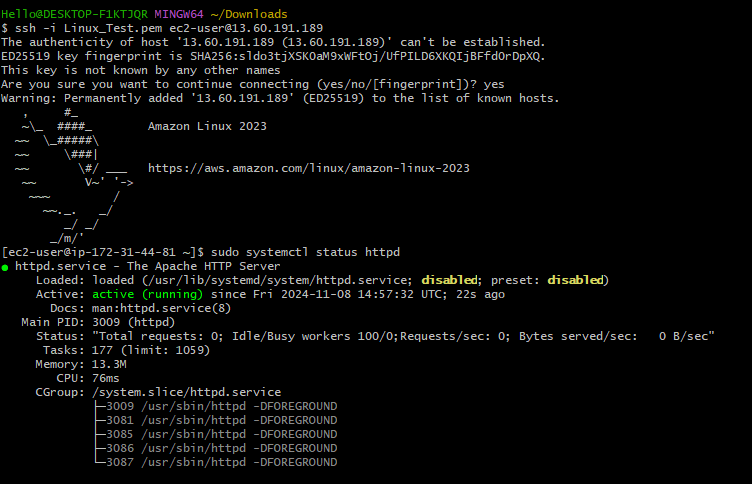 Hello@DESKTOP-F1KTJQR MINGW64 ~/Downloads
$ ssh -i Linux_Test.pem ec2-user@13.60.191.189
The authenticity of host '13.60.191.189 (13.60.191.189)' can't be established.
ED25519 key fingerprint is SHA256:sldo3tjXSKOaM9xWFtOj/UfPILD6XKQIjBFfdOrDpXQ.
This key is not known by any other names
Are you sure you want to continue connecting (yes/no/[fingerprint])? yes
Warning: Permanently added '13.60.191.189' (ED25519) to the list of known hosts.
   ,     #_
   ~\_  ####_        Amazon Linux 2023
  ~~  \_#####\
  ~~     \###|
  ~~       \#/ ___   https://aws.amazon.com/linux/amazon-linux-2023
   ~~       V~' '->
    ~~~         /
      ~~._.   _/
         _/ _/
       _/m/'
[ec2-user@ip-172-31-44-81 ~]$ sudo systemctl status httpd
● httpd.service - The Apache HTTP Server
     Loaded: loaded (/usr/lib/systemd/system/httpd.service; disabled; preset: disabled)
     Active: active (running) since Fri 2024-11-08 14:57:32 UTC; 22s ago
       Docs: man:httpd.service(8)
   Main PID: 3009 (httpd)
     Status: "Total requests: 0; Idle/Busy workers 100/0;Requests/sec: 0; Bytes served/sec:   0 B/sec"
      Tasks: 177 (limit: 1059)
     Memory: 13.3M
        CPU: 76ms
     CGroup: /system.slice/httpd.service
             ├─3009 /usr/sbin/httpd -DFOREGROUND
             ├─3081 /usr/sbin/httpd -DFOREGROUND
             ├─3085 /usr/sbin/httpd -DFOREGROUND
             ├─3086 /usr/sbin/httpd -DFOREGROUND
             └─3087 /usr/sbin/httpd -DFOREGROUND